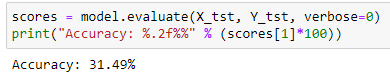 scores = model.evaluate(X_tst, Y_tst, verbose=0)
print("Accuracy: %.2f%%" % (scores[1]*100))
Accuracy: 31.49%